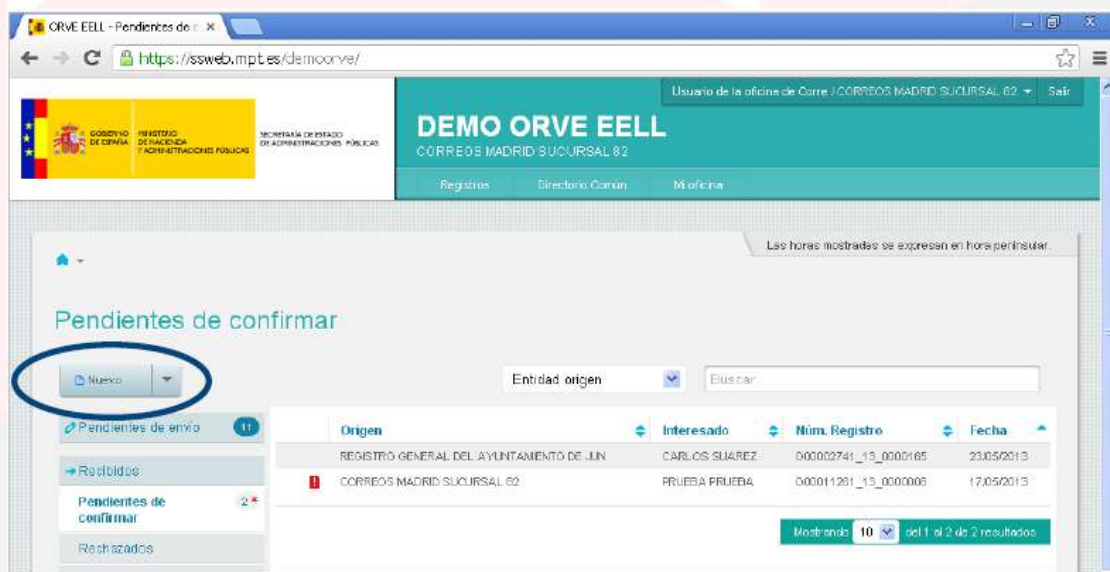 ORVE EELL - Pendientes de
https://ssweb.mpt.es/demoorve/
Usuario de la oficina de Corre / CORREOS MADRID SUCURSAL 82
Salir
GOBIERNO DE ESPAÑA
MINISTERIO DE HACIENDA Y ADMINISTRACIONES PÚBLICAS
SECRETARÍA DE ESTADO DE ADMINISTRACIONES PÚBLICAS
DEMO ORVE EELL
CORREOS MADRID SUCURSAL 82
Registros Directorio Común Mi oficina
Las horas mostradas se expresan en hora peninsular.
Pendientes de confirmar
Nuevo
Entidad origen
Buscar
Pendientes de envío 11
Origen Interesado Núm. Registro Fecha
REGISTRO GENERAL DEL AYUNTAMIENTO DE JUN CARLOS SUAREZ O00002741_13_0000165 23/05/2013
Recibidos
CORREOS MADRID SUCURSAL 82 PRUEBA PRUEBA 17/05/2013
Pendientes de confirmar 2
Mostrando 10 del 1 al 2 de 2 resultados
Rechazados